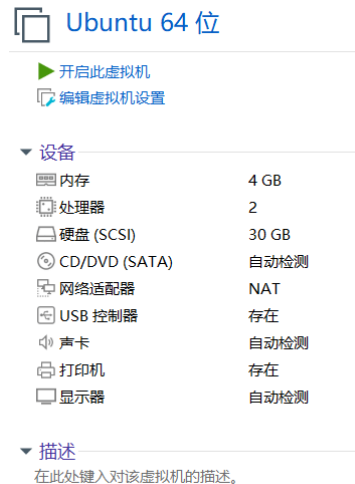 Ubuntu 64 位
开启此虚拟机
编辑虚拟机设置
设备
内存 4 GB
处理器 2
硬盘 (SCSI) 30 GB
CD/DVD (SATA) 自动检测
网络适配器 NAT
USB 控制器 存在
声卡 自动检测
打印机 存在
显示器 自动检测
描述
在此处键入对该虚拟机的描述。